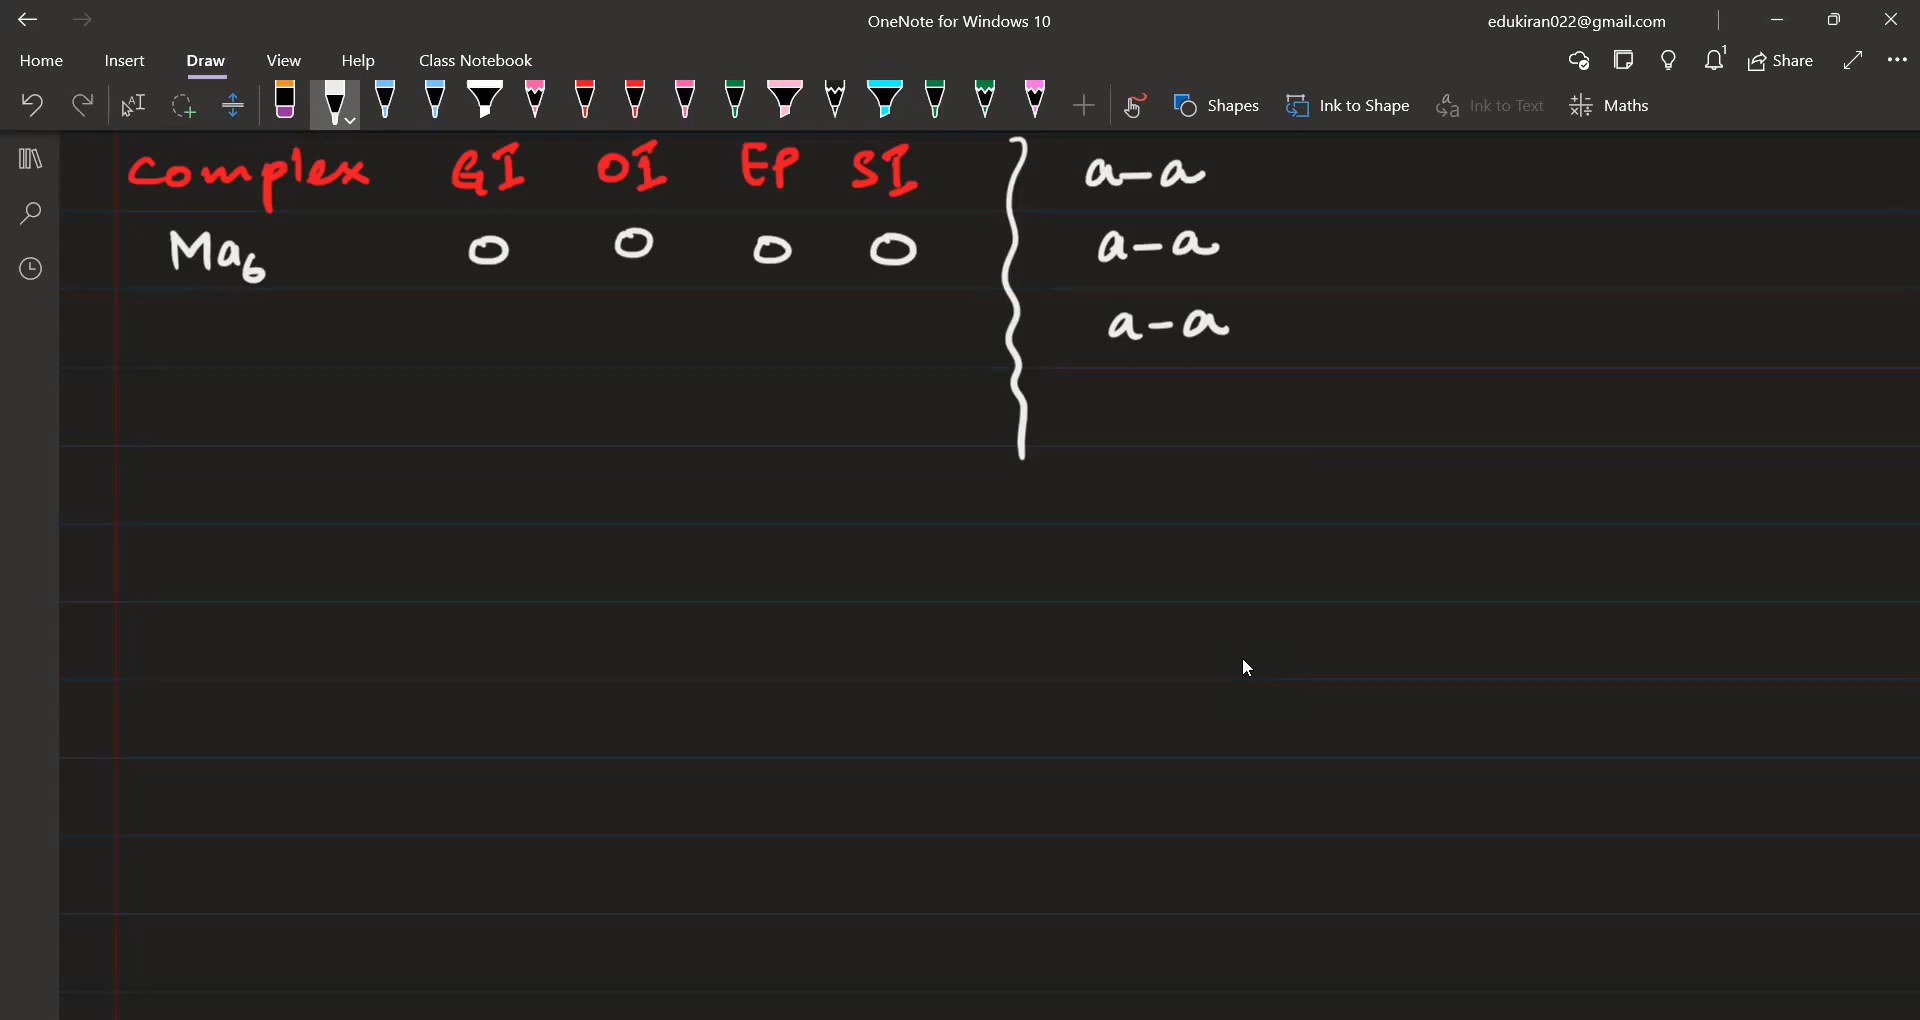 OneNote for Windows 10
edukiran022@gmail.com
Home Insert Draw View Help Class Notebook
1 Share
Shapes Ink to Shape Ink to Text Maths
Complex GI OI EP SI
a-a
Ma6 0 0 0 0
a-a
a-a